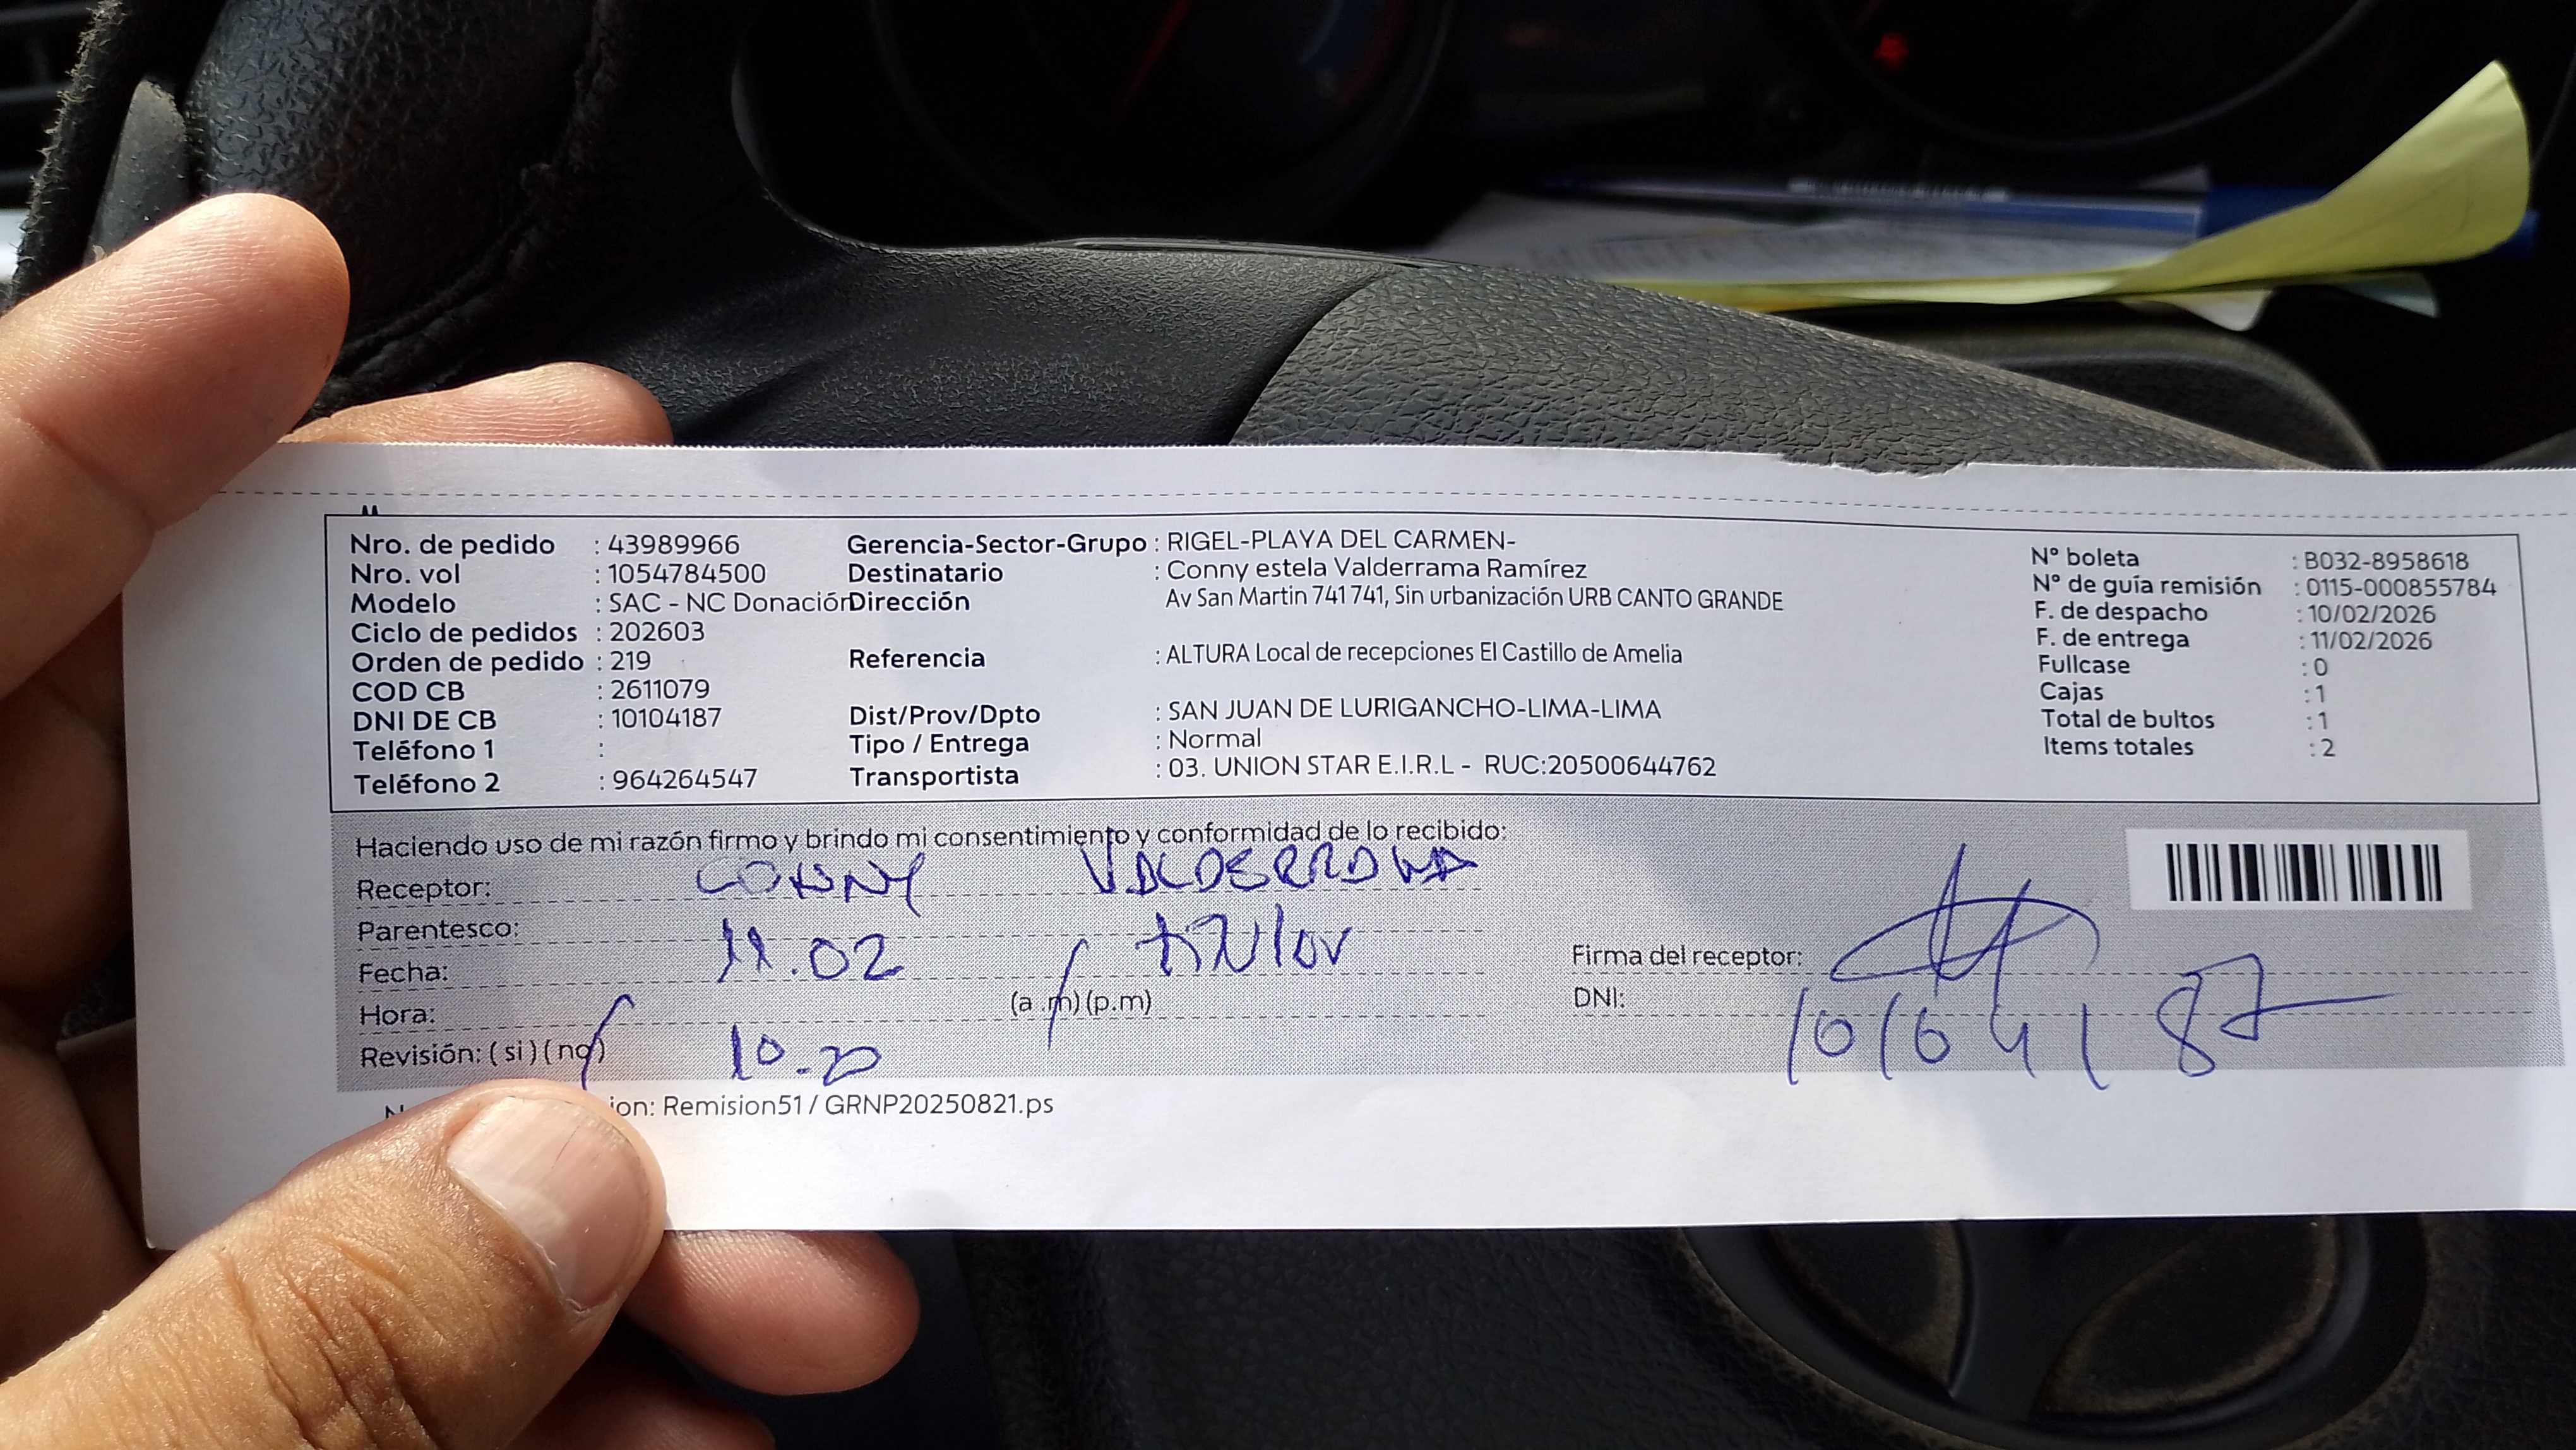 Nro. de pedido : 43989966
Nro. vol : 1054784500
Modelo : SAC - NC Donación
Ciclo de pedidos : 202603
Orden de pedido : 219
COD CB : 2611079
DNI DE CB : 10104187
Teléfono 1 :
Teléfono 2 : 964264547
Gerencia-Sector-Grupo : RIGEL-PLAYA DEL CARMEN-
Destinatario : Conny estela Valderrama Ramírez
Dirección Av San Martin 741 741, Sin urbanización URB CANTO GRANDE
Referencia : ALTURA Local de recepciones El Castillo de Amelia
Dist/Prov/Dpto : SAN JUAN DE LURIGANCHO-LIMA-LIMA
Tipo / Entrega : Normal
Transportista : 03. UNION STAR E.I.R.L - RUC:20500644762
Nº boleta : B032-8958618
Nº de guía remisión : 0115-000855784
F. de despacho : 10/02/2026
F. de entrega : 11/02/2026
Fullcase : 0
Cajas : 1
Total de bultos : 1
Items totales : 2
Haciendo uso de mi razón firmo y brindo mi consentimiento y conformidad de lo recibido:
Receptor: CONNY VALDERRAMA
Parentesco: titular
Fecha: 11.02
Hora: (a .m) (p.m)
Revisión: ( si ) ( no ) 10.20
Firma del receptor:
DNI: 10104187
ion: Remision51 / GRNP20250821.ps